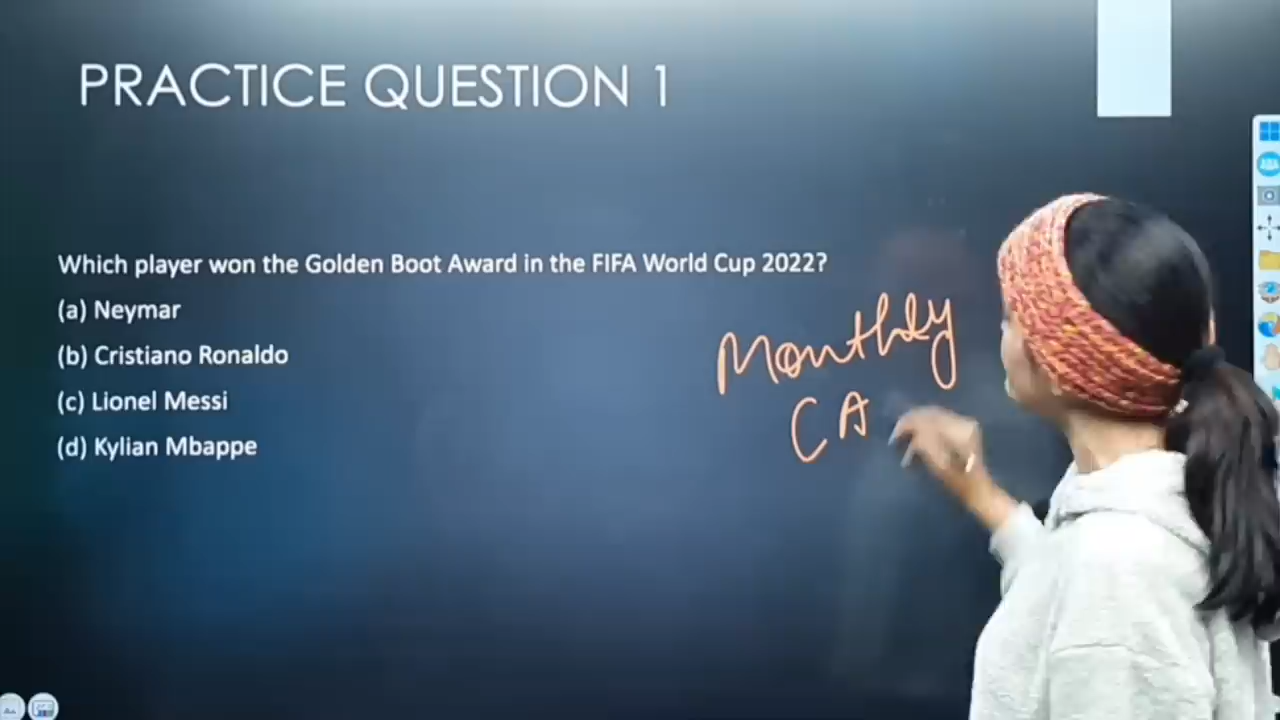 PRACTICE QUESTION 1
Which player won the Golden Boot Award in the FIFA World Cup 2022?
(a) Neymar
(b) Cristiano Ronaldo
(c) Lionel Messi
(d) Kylian Mbappe
Monthly
CA